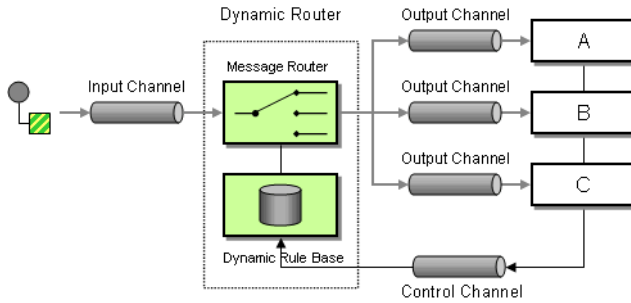 Dynamic Router
Output Channel
A
Message Router
Input Channel
Output Channel
B
Output Channel
C
Dynamic Rule Base
Control Channel